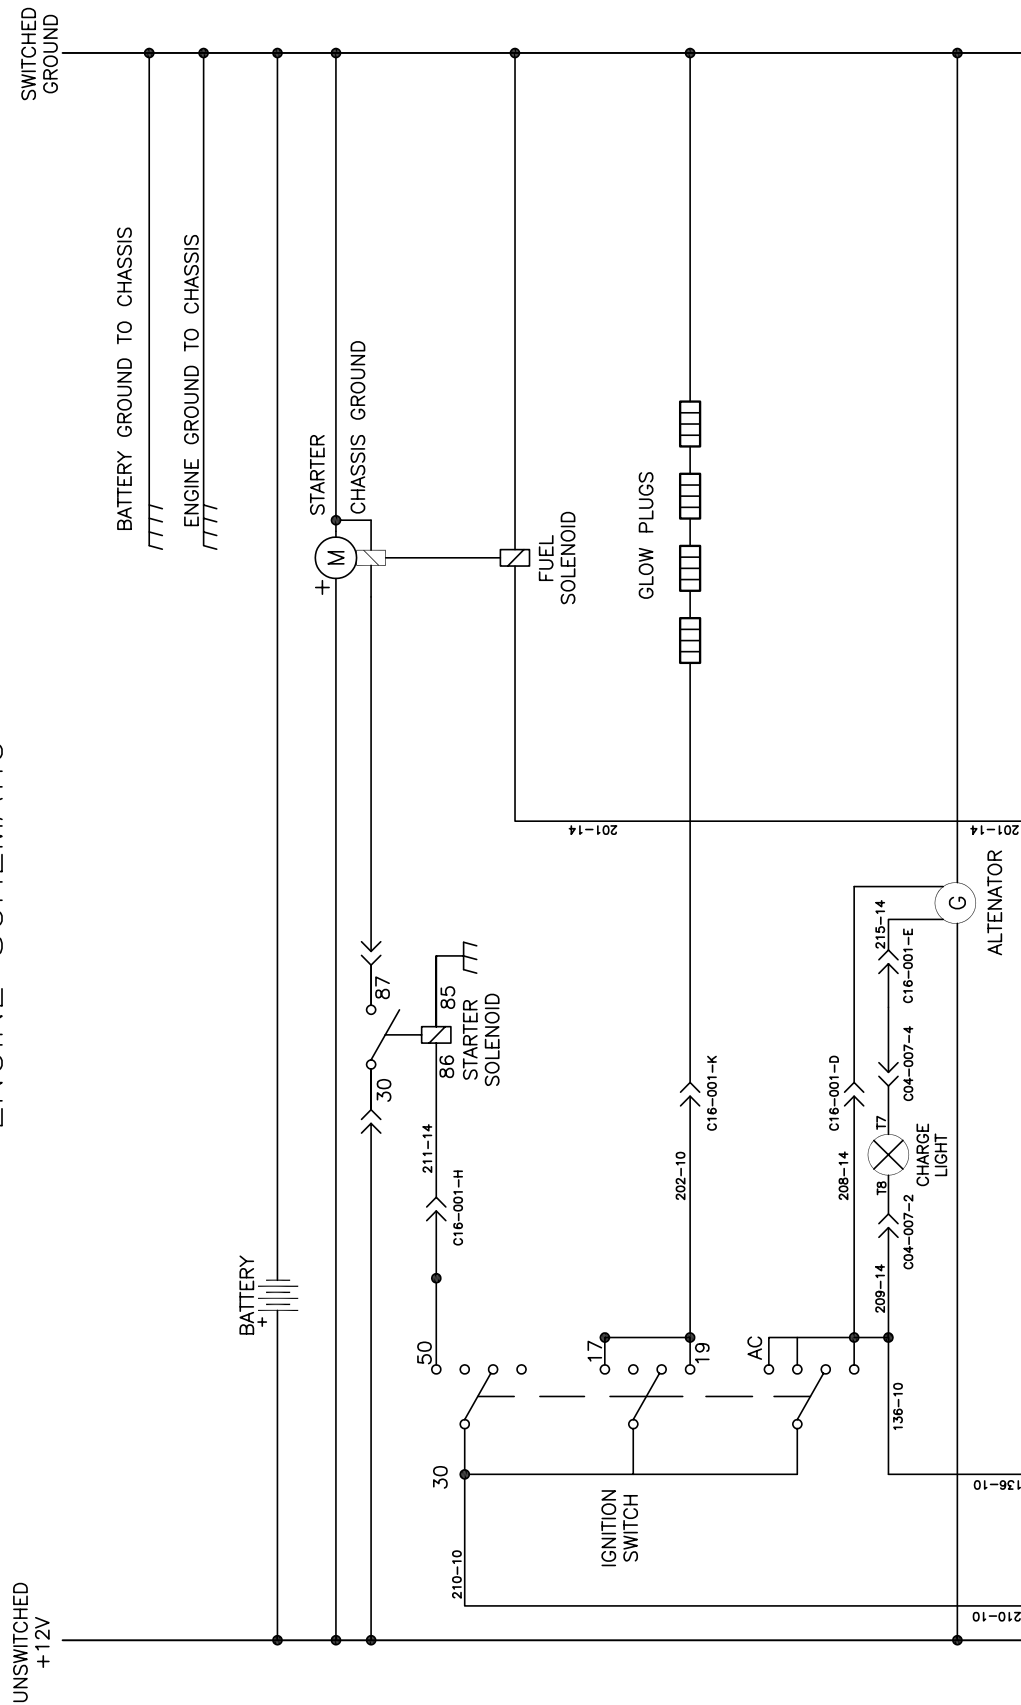 UNSWITCHED
+12V
SWITCHED
GROUND
BATTERY GROUND TO CHASSIS
ENGINE GROUND TO CHASSIS
BATTERY
+
STARTER
+
M
CHASSIS GROUND
30
87
86
85
STARTER
SOLENOID
211-14
C16-001-H
50
30
210-10
210-10
FUEL
SOLENOID
201-14
201-14
IGNITION
SWITCH
17
19
GLOW PLUGS
202-10
C16-001-K
AC
208-14
C16-001-D
209-14
C04-007-2
T8
T7
CHARGE
LIGHT
C04-007-4
C16-001-E
215-14
136-10
136-10
G
ALTENATOR